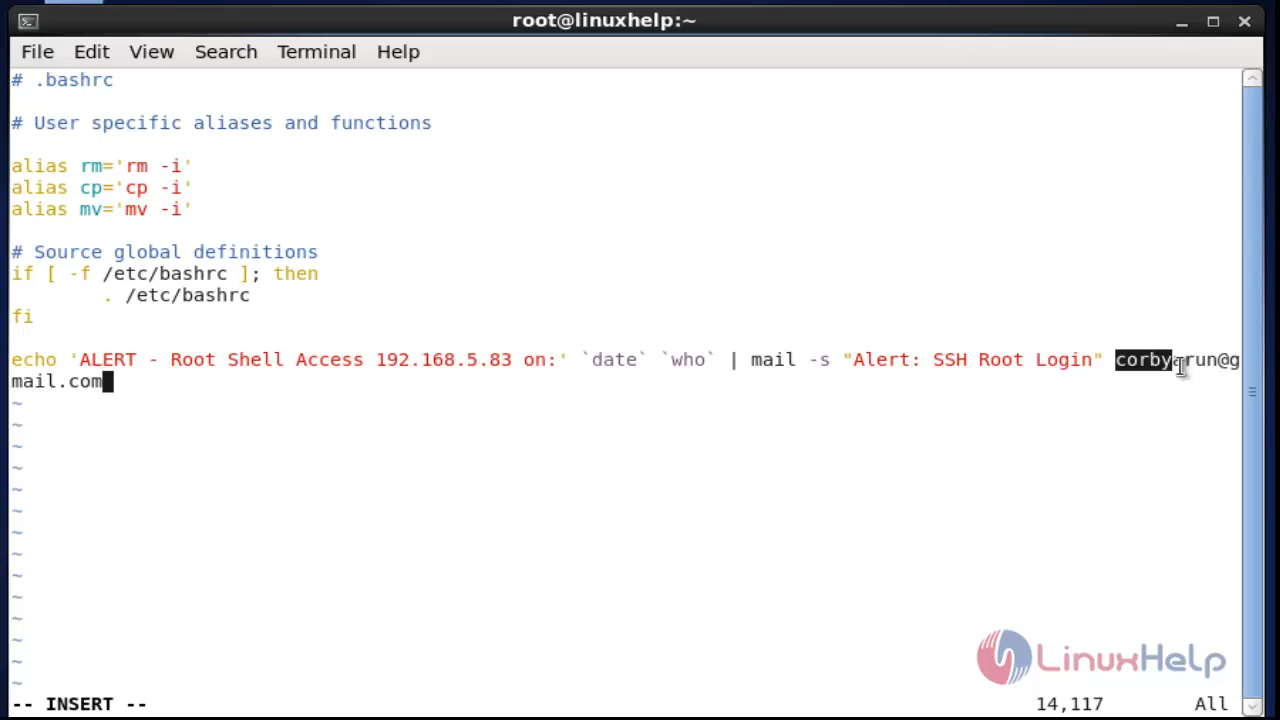 root@linuxhelp:~
File Edit View Search Terminal Help
# .bashrc
# User specific aliases and functions
alias rm='rm -i'
alias cp='cp -i'
alias mv='mv -i'
# Source global definitions
if [ -f /etc/bashrc ]; then
. /etc/bashrc
fi
echo 'ALERT - Root Shell Access 192.168.5.83 on:' `date` `who` | mail -s "Alert: SSH Root Login" corbyarun@g
mail.com
~
~
~
~
~
~
~
~
~
~
~
~
~
~
-- INSERT -- 14,117 All
LinuxHelp